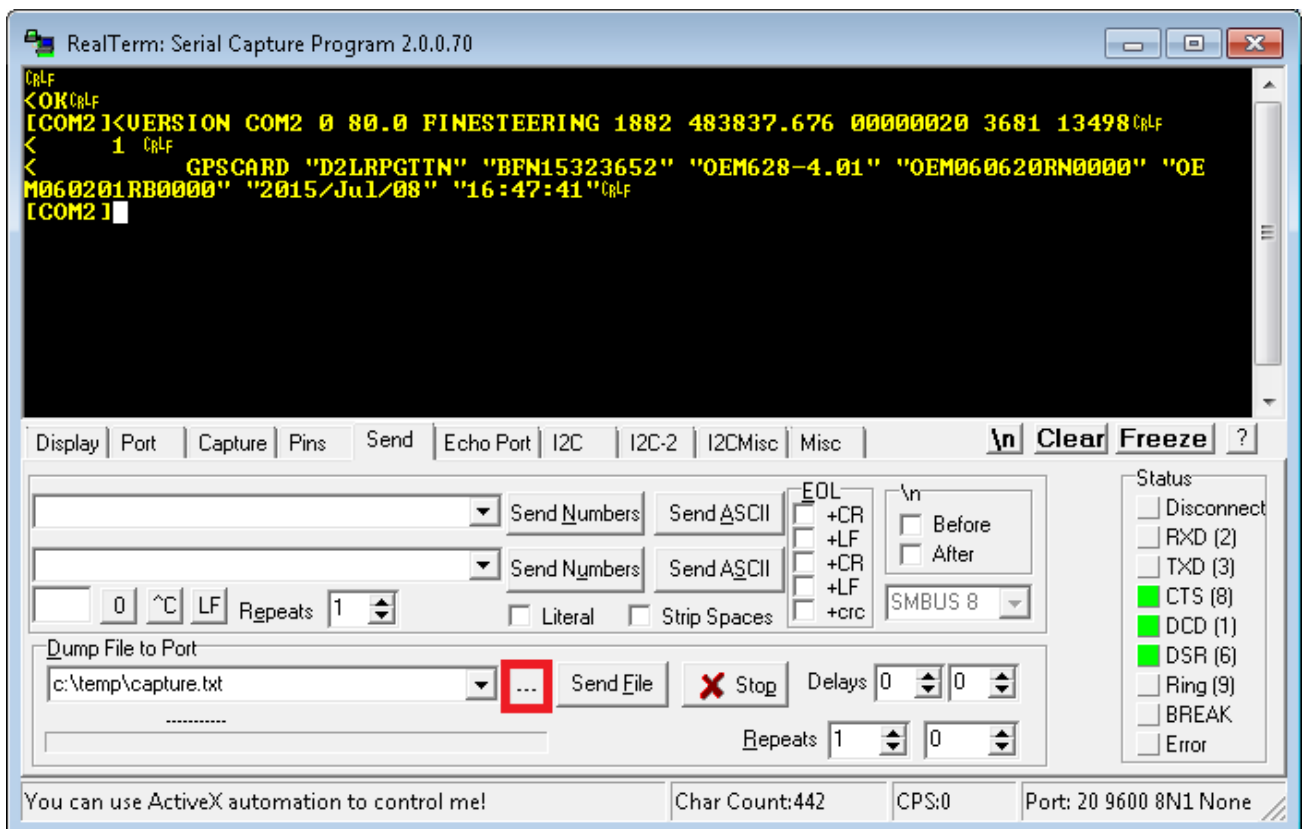 RealTerm: Serial Capture Program 2.0.0.70
CRLF
<OKCRLF
[COM2]<VERSION COM2 0 80.0 FINESTEERING 1882 483837.676 00000020 3681 13498CRLF
< 1 CRLF
< GPSCARD "D2LRPGTTN" "BFN15323652" "OEM628-4.01" "OEM060620RN0000" "OE
M060201RB0000" "2015/Jul/08" "16:47:41"CRLF
[COM2]
Display Port Capture Pins Send Echo Port I2C I2C-2 I2CMisc Misc \n Clear Freeze ?
Status
EOL \n
Send Numbers Send ASCII +CR Before Disconnect
+LF RXD (2)
Send Numbers Send ASCII +CR After TXD (3)
+LF
0 ^C LF Repeats 1 Literal Strip Spaces +crc SMBUS 8 CTS (8)
DCD (1)
Dump File to Port DSR (6)
c:\temp\capture.txt ... Send File Stop Delays 0 0 Ring (9)
----------- BREAK
Repeats 1 0 Error
You can use ActiveX automation to control me! Char Count:442 CPS:0 Port: 20 9600 8N1 None